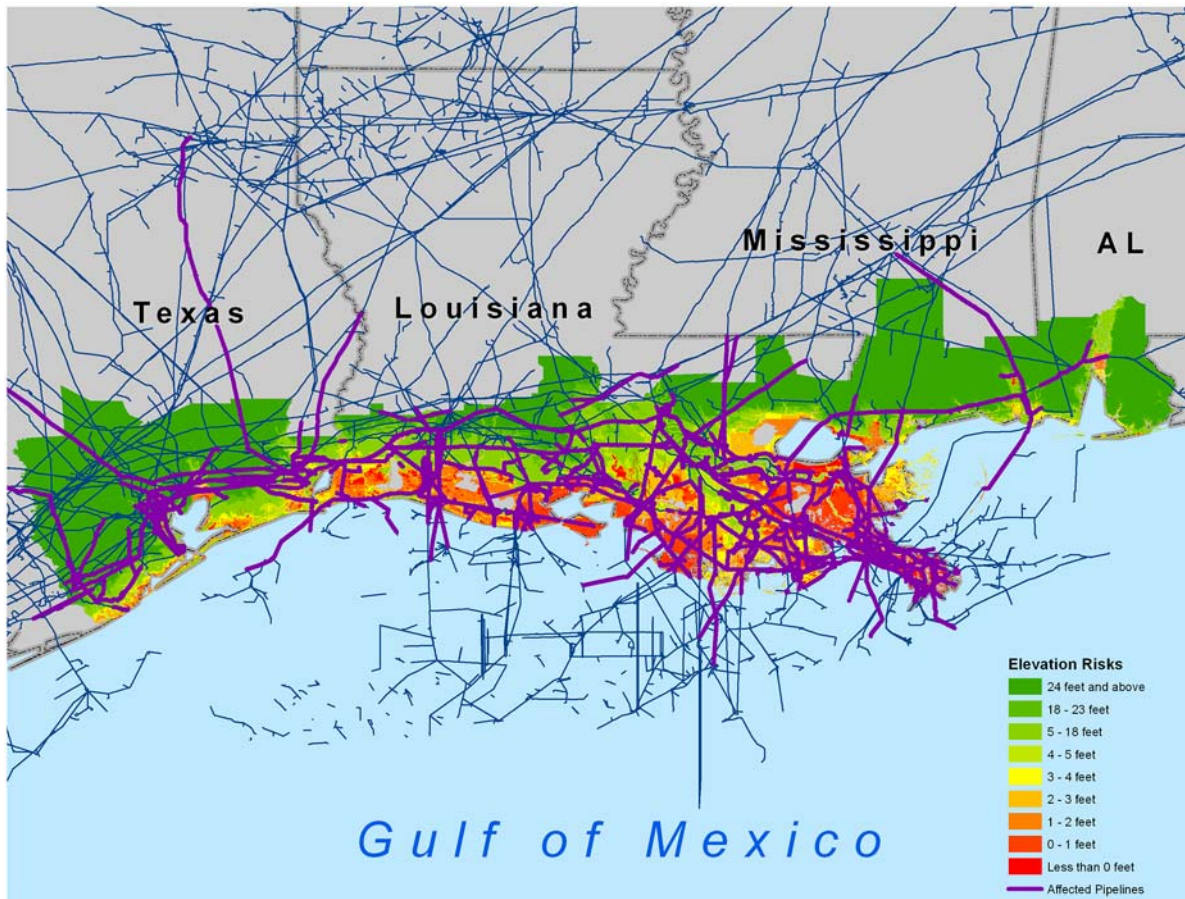 Mississippi
AL
Texas
Louisiana
Gulf of Mexico
Elevation Risks
24 feet and above
18 - 23 feet
5 - 18 feet
4 - 5 feet
3 - 4 feet
2 - 3 feet
1 - 2 feet
0 - 1 feet
Less than 0 feet
Affected Pipelines